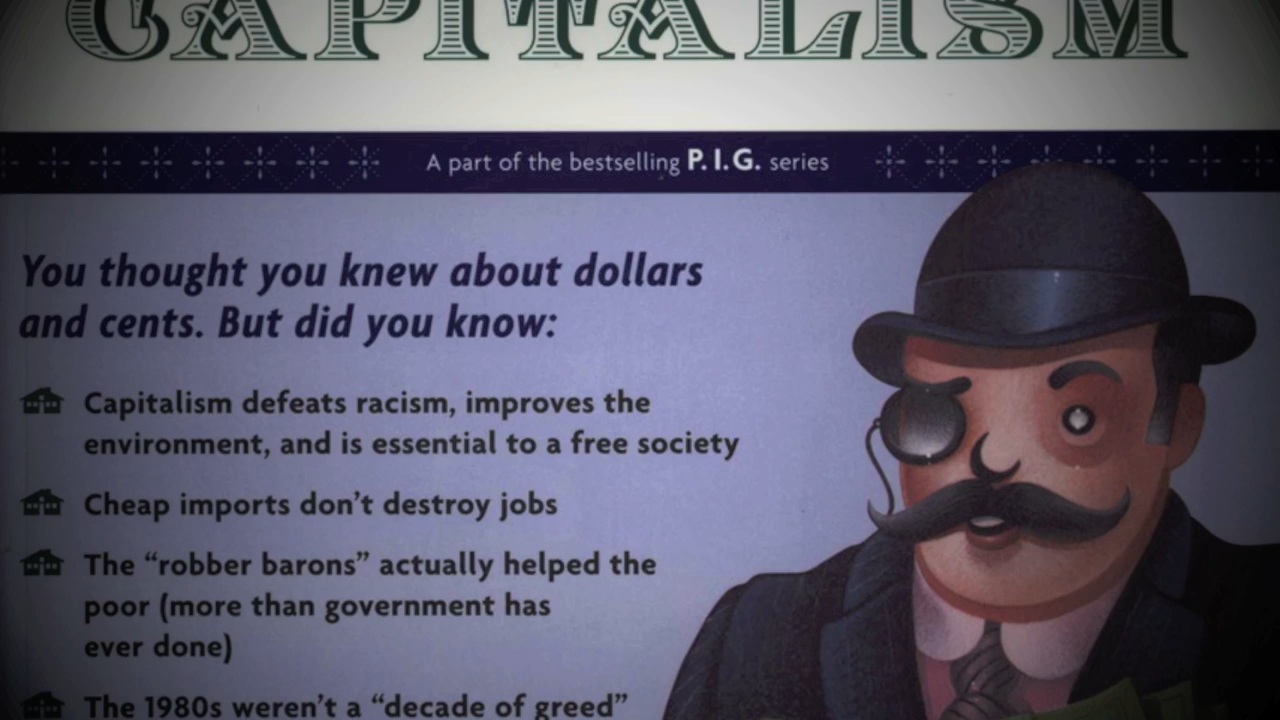 CAPITALISM
A part of the bestselling P.I.G. series
You thought you knew about dollars
and cents. But did you know:
Capitalism defeats racism, improves the
environment, and is essential to a free society
Cheap imports don't destroy jobs
The “robber barons” actually helped the
poor (more than government has
ever done)
The 1980s weren't a “decade of greed”